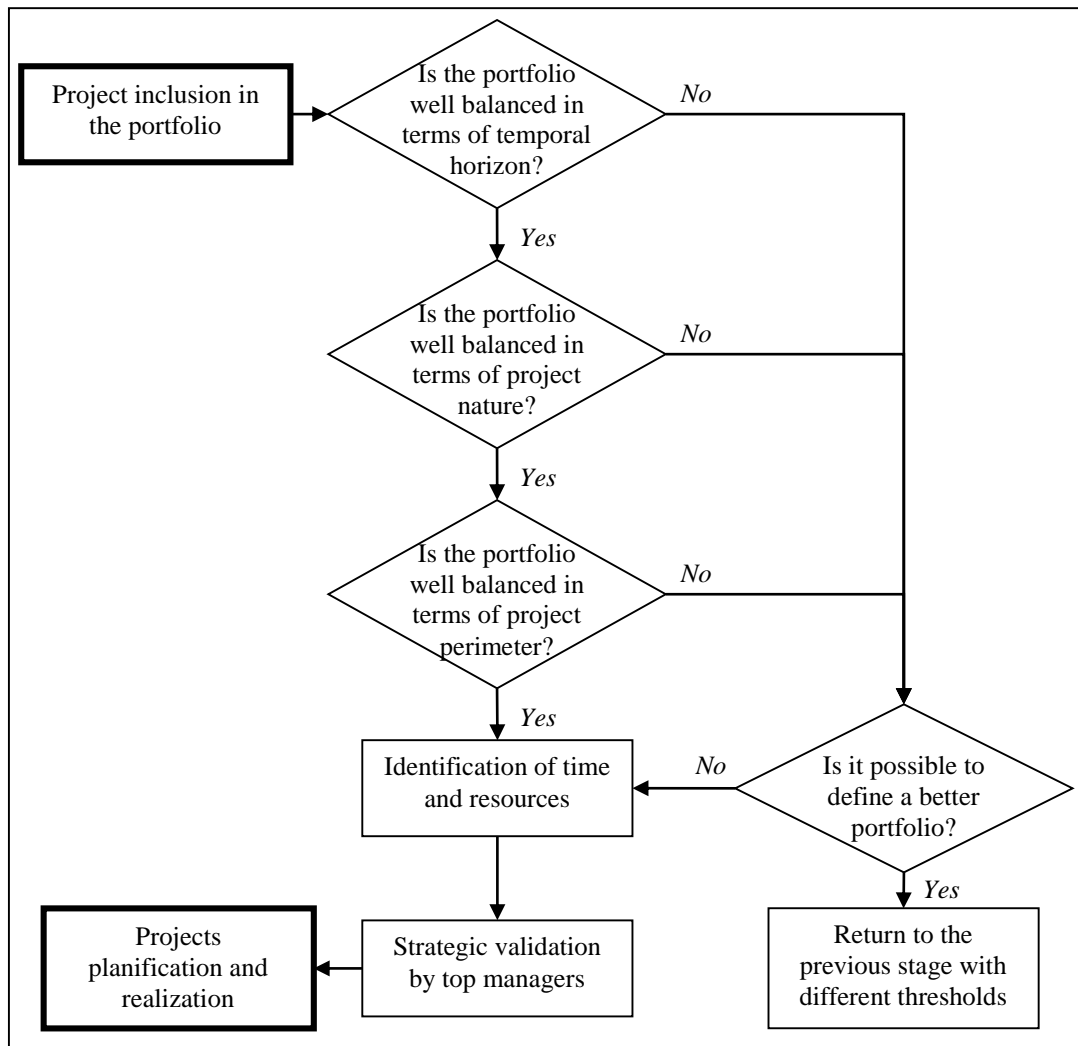 Project inclusion in
the portfolio
Is the portfolio
well balanced in
terms of temporal
horizon?
No
Yes
Is the portfolio
well balanced in
terms of project
nature?
No
Yes
Is the portfolio
well balanced in
terms of project
perimeter?
No
Yes
Identification of time
and resources
No
Is it possible to
define a better
portfolio?
Yes
Projects
planification and
realization
Strategic validation
by top managers
Return to the
previous stage with
different thresholds